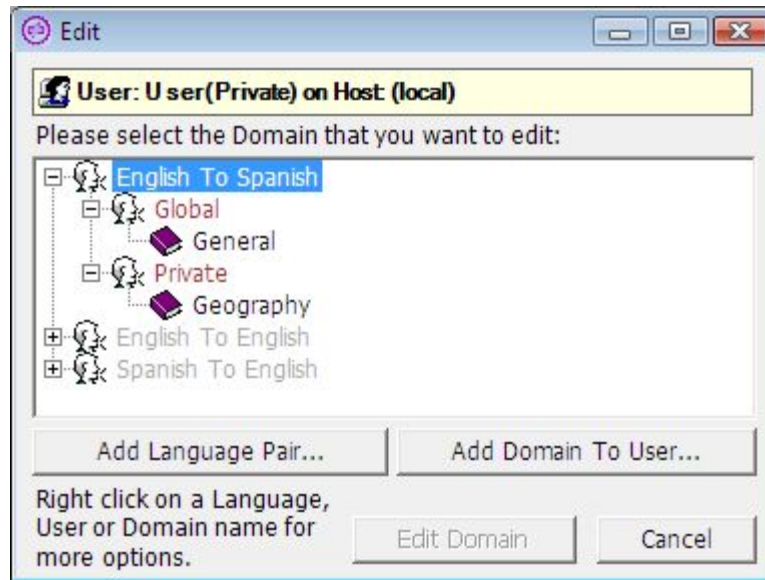 Edit
User: User(Private) on Host: (local)
Please select the Domain that you want to edit:
English To Spanish
Global
General
Private
Geography
English To English
Spanish To English
Add Language Pair...
Add Domain To User...
Right click on a Language,
User or Domain name for
more options.
Edit Domain
Cancel